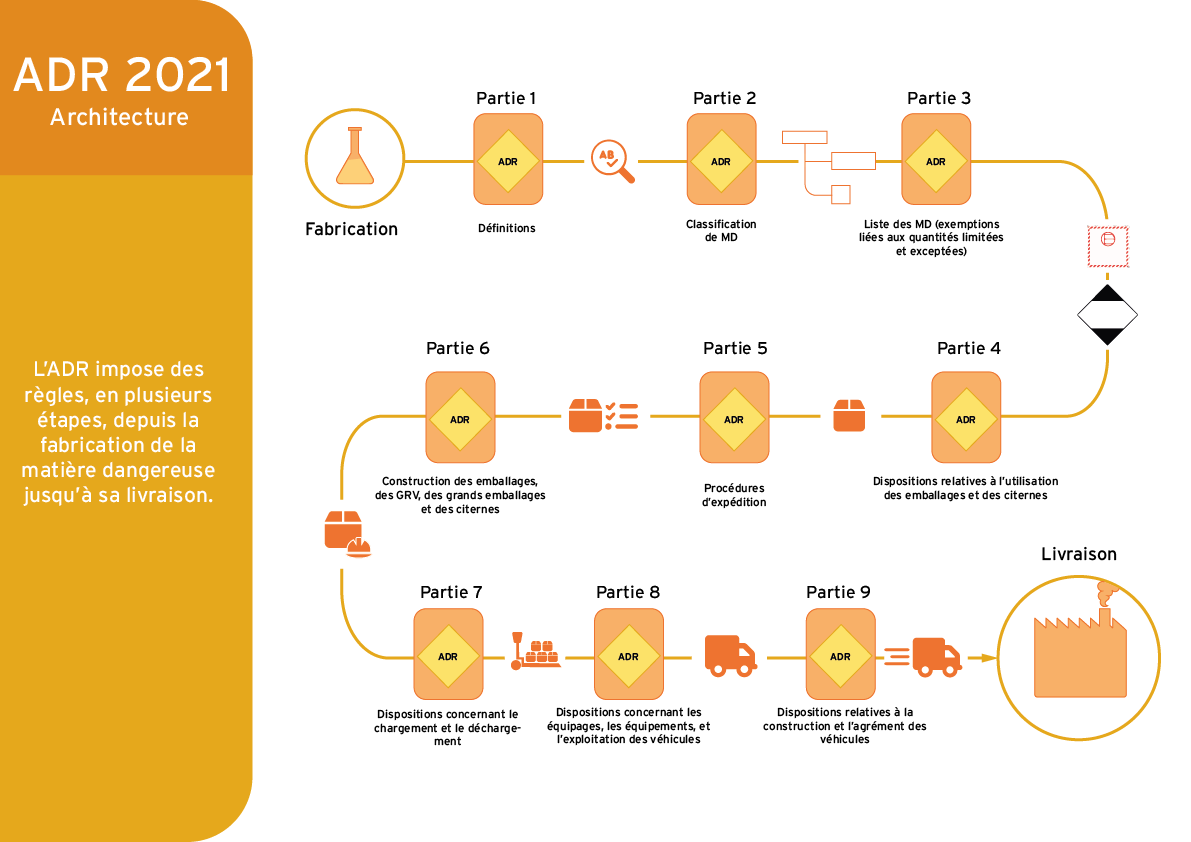 ADR 2021
Architecture
L'ADR impose des
règles, en plusieurs
étapes, depuis la
fabrication de la
matière dangereuse
jusqu'à sa livraison.
Fabrication
Partie 1
ADR
Définitions
AB
Partie 2
ADR
Classification
de MD
Partie 3
ADR
Liste des MD (exemptions
liées aux quantités limitées
et exceptées)
E
Partie 4
ADR
Dispositions relatives à l'utilisation
des emballages et des citernes
Partie 5
ADR
Procédures
d'expédition
Partie 6
ADR
Construction des emballages,
des GRV, des grands emballages
et des citernes
Partie 7
ADR
Dispositions concernant le
chargement et le décharge-
ment
Partie 8
ADR
Dispositions concernant les
équipages, les équipements, et
l'exploitation des véhicules
Partie 9
ADR
Dispositions relatives à la
construction et l'agrément des
véhicules
Livraison